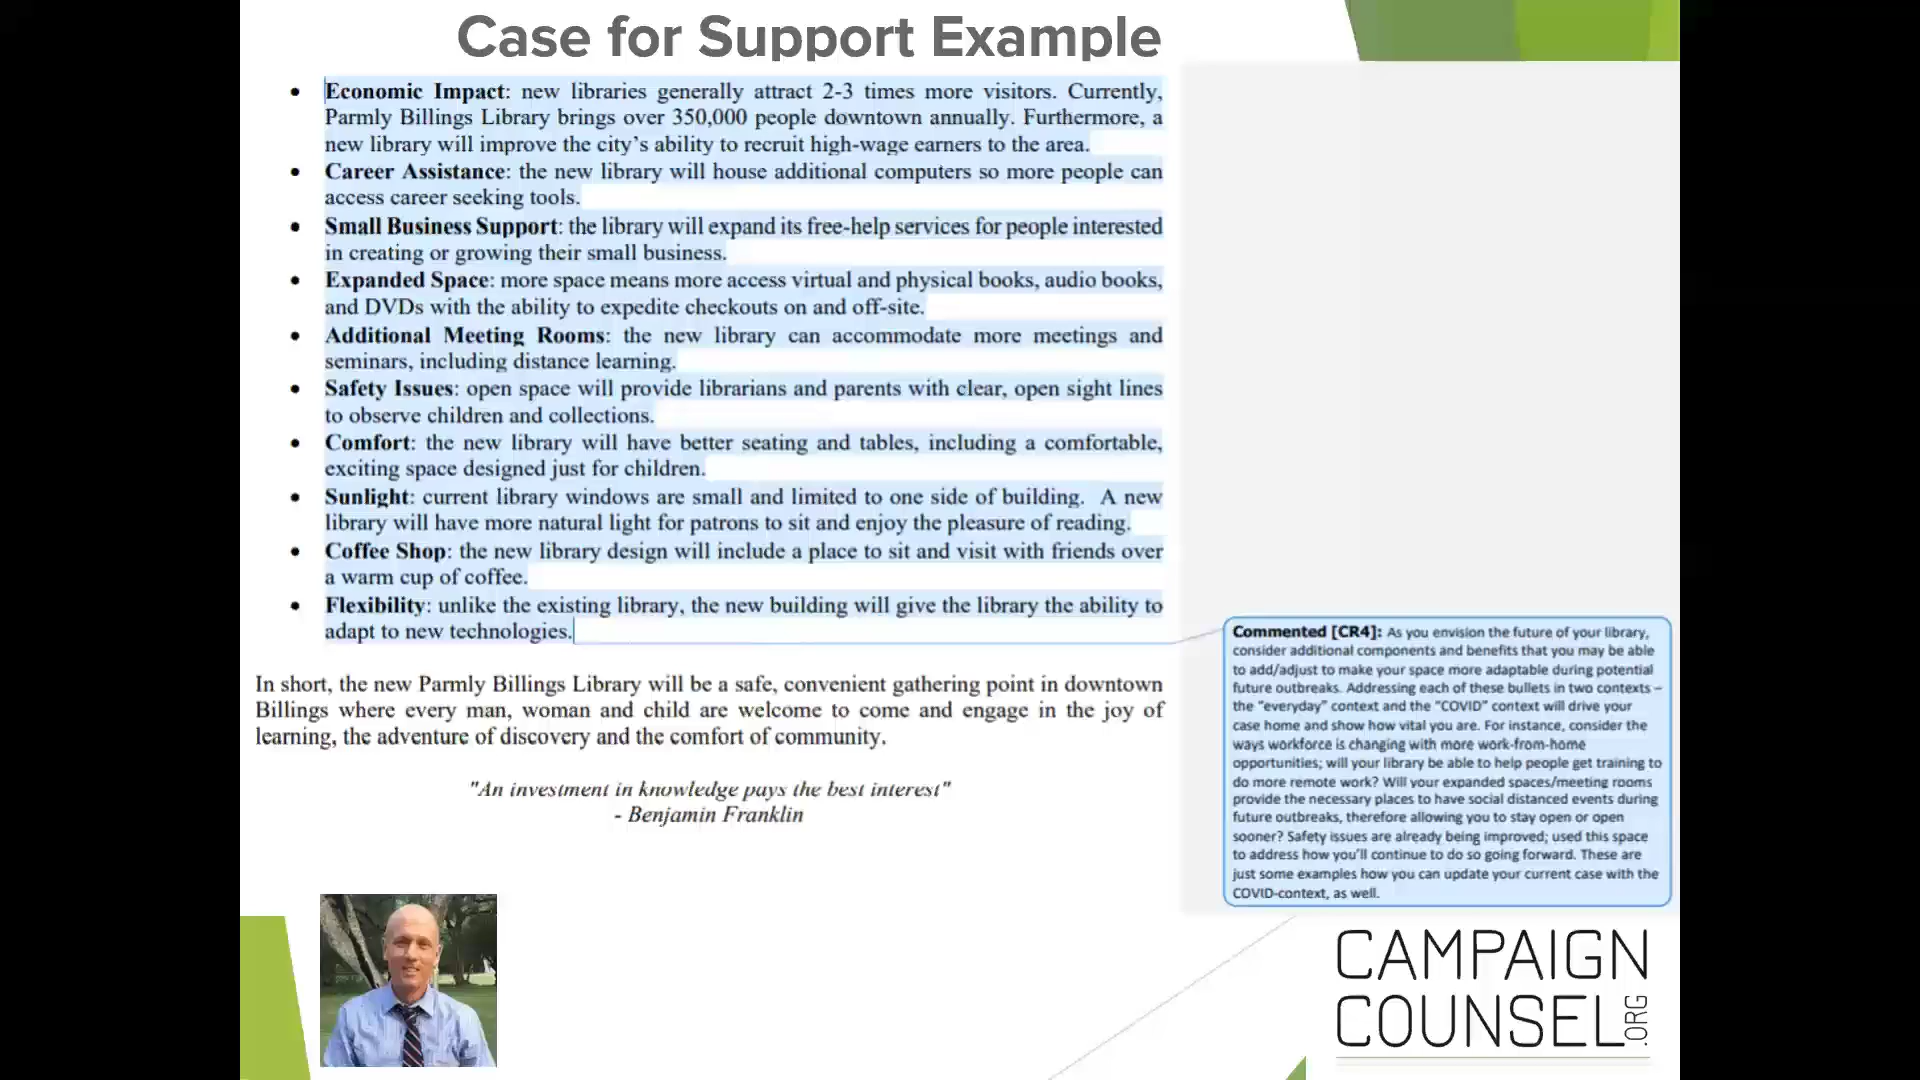 Case for Support Example
• Economic Impact: new libraries generally attract 2-3 times more visitors. Currently,
Parmly Billings Library brings over 350,000 people downtown annually. Furthermore, a
new library will improve the city's ability to recruit high-wage earners to the area.
• Career Assistance: the new library will house additional computers so more people can
access career seeking tools.
• Small Business Support: the library will expand its free-help services for people interested
in creating or growing their small business.
• Expanded Space: more space means more access virtual and physical books, audio books,
and DVDs with the ability to expedite checkouts on and off-site.
• Additional Meeting Rooms: the new library can accommodate more meetings and
seminars, including distance learning.
• Safety Issues: open space will provide librarians and parents with clear, open sight lines
to observe children and collections.
• Comfort: the new library will have better seating and tables, including a comfortable,
exciting space designed just for children.
• Sunlight: current library windows are small and limited to one side of building. A new
library will have more natural light for patrons to sit and enjoy the pleasure of reading.
• Coffee Shop: the new library design will include a place to sit and visit with friends over
a warm cup of coffee.
• Flexibility: unlike the existing library, the new building will give the library the ability to
adapt to new technologies.
In short, the new Parmly Billings Library will be a safe, convenient gathering point in downtown
Billings where every man, woman and child are welcome to come and engage in the joy of
learning, the adventure of discovery and the comfort of community.
"An investment in knowledge pays the best interest"
- Benjamin Franklin
Commented [CR4]: As you envision the future of your library,
consider additional components and benefits that you may be able
to add/adjust to make your space more adaptable during potential
future outbreaks. Addressing each of these bullets in two contexts –
the "everyday" context and the "COVID" context will drive your
case home and show how vital you are. For instance, consider the
ways workforce is changing with more work-from-home
opportunities; will your library be able to help people get training to
do more remote work? Will your expanded spaces/meeting rooms
provide the necessary places to have social distanced events during
future outbreaks, therefore allowing you to stay open or open
sooner? Safety issues are already being improved; used this space
to address how you'll continue to do so going forward. These are
just some examples how you can update your current case with the
COVID-context, as well.
CAMPAIGN
COUNSEL
.ORG